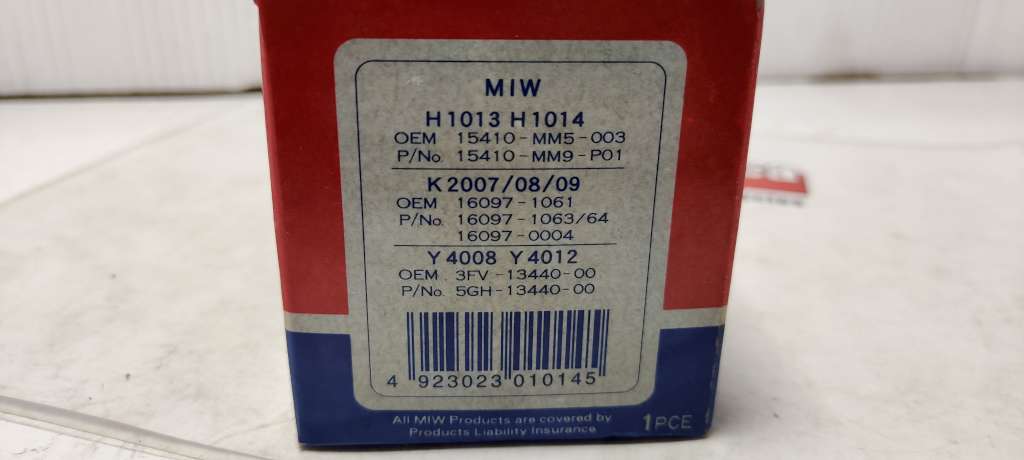 MIW
H1013 H1014
OEM 15410-MM5-003
P/No. 15410-MM9-P01
K2007/08/09
OEM 16097-1061
P/No. 16097-1063/64
16097-0004
Y4008 Y4012
OEM 3FV-13440-00
P/No. 5GH-13440-00
4 923023 010145
All MIW Products are covered by
Products Liability Insurance
1PCE